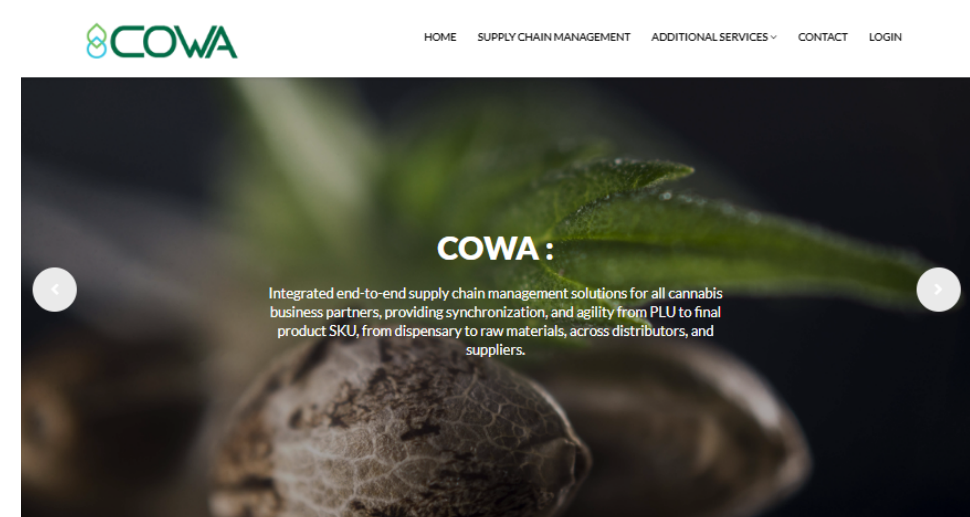 COWA
HOME SUPPLY CHAIN MANAGEMENT ADDITIONAL SERVICES CONTACT LOGIN
COWA :
Integrated end-to-end supply chain management solutions for all cannabis
business partners, providing synchronization, and agility from PLU to final
product SKU, from dispensary to raw materials, across distributors, and
suppliers.